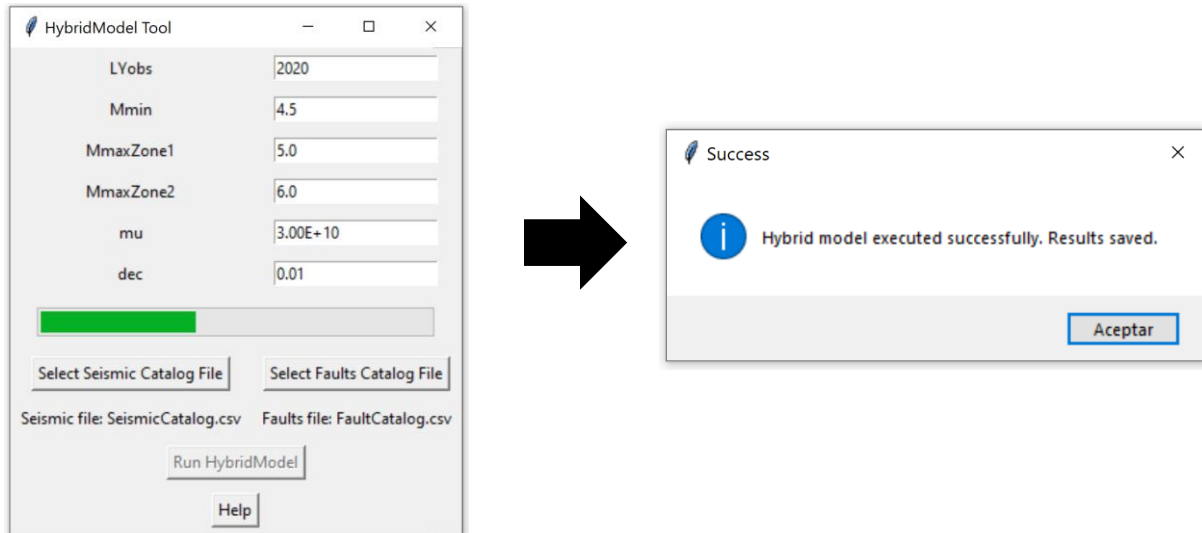 HybridModel Tool
LYobs 2020
Mmin 4.5
MmaxZone1 5.0
MmaxZone2 6.0
mu 3.00E+10
dec 0.01
Select Seismic Catalog File Select Faults Catalog File
Seismic file: SeismicCatalog.csv Faults file: FaultCatalog.csv
Run HybridModel
Help
Success
Hybrid model executed successfully. Results saved.
Aceptar